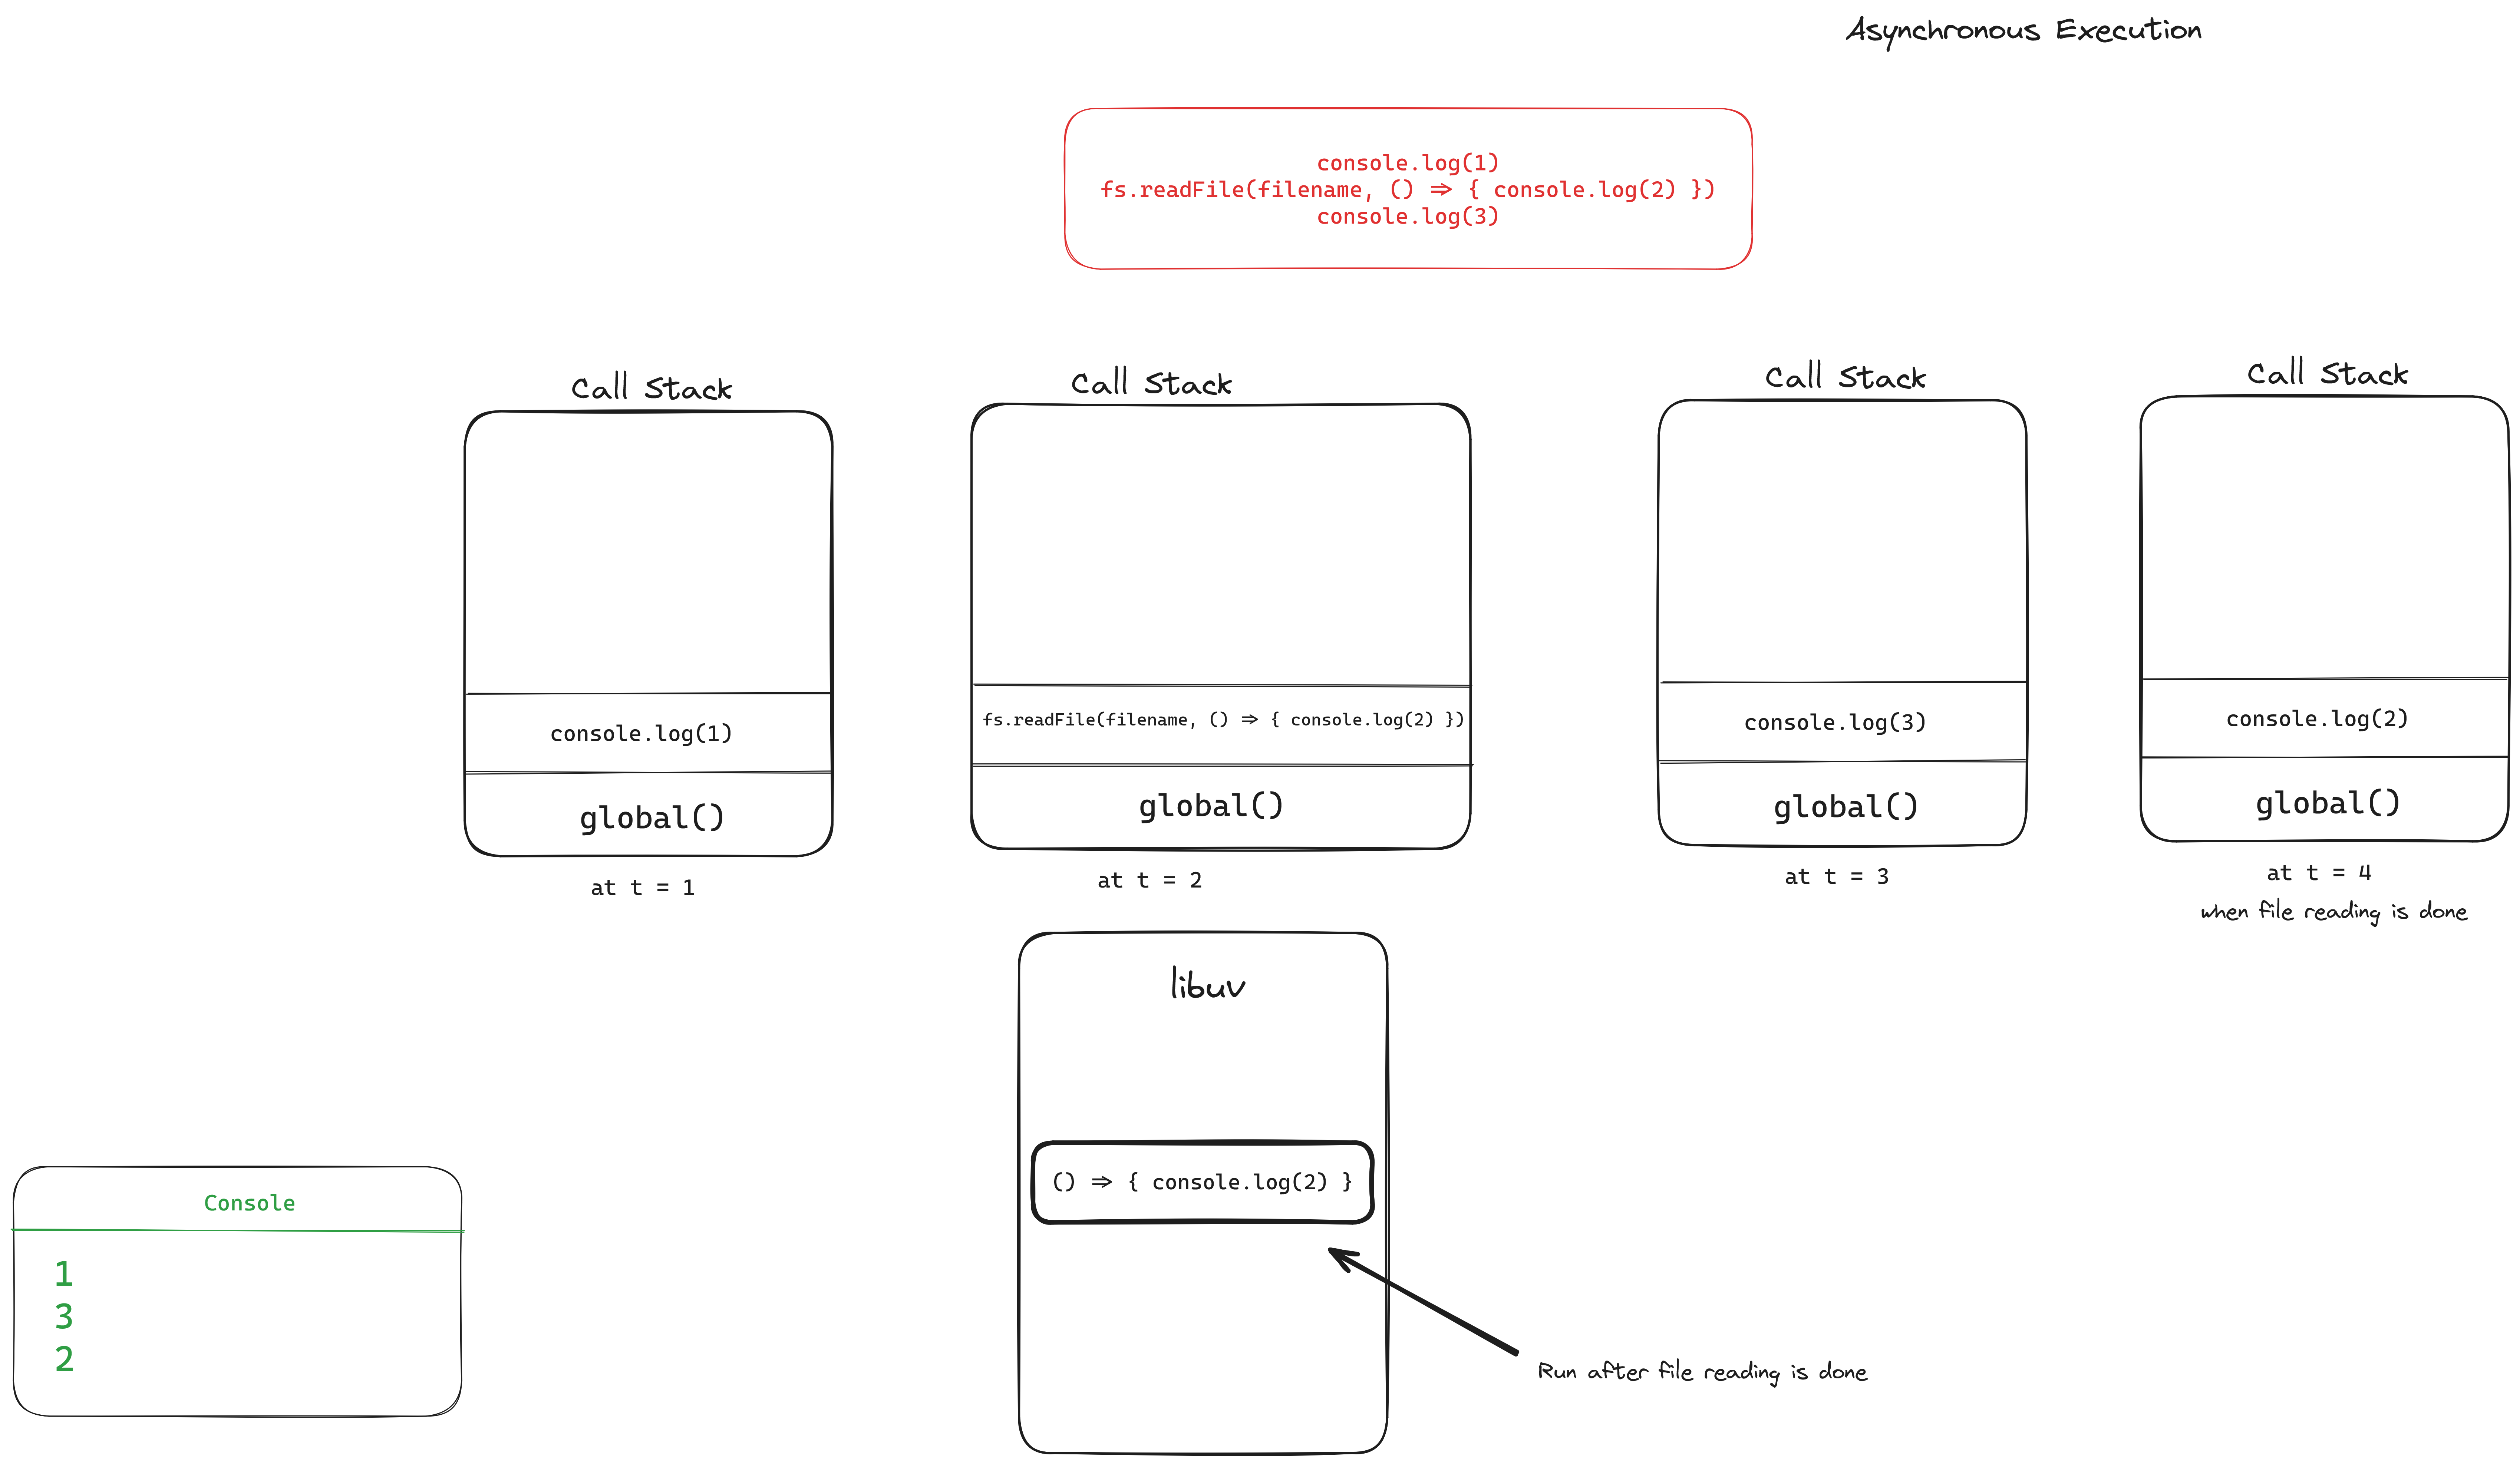 Asynchronous Execution
console.log(1)
fs.readFile(filename, () => { console.log(2) })
console.log(3)
Call Stack
console.log(1)
global()
at t = 1
Call Stack
fs.readFile(filename, () => { console.log(2) })
global()
at t = 2
Call Stack
console.log(3)
global()
at t = 3
Call Stack
console.log(2)
global()
at t = 4
when file reading is done
libuv
() => { console.log(2) }
Run after file reading is done
Console
1
3
2